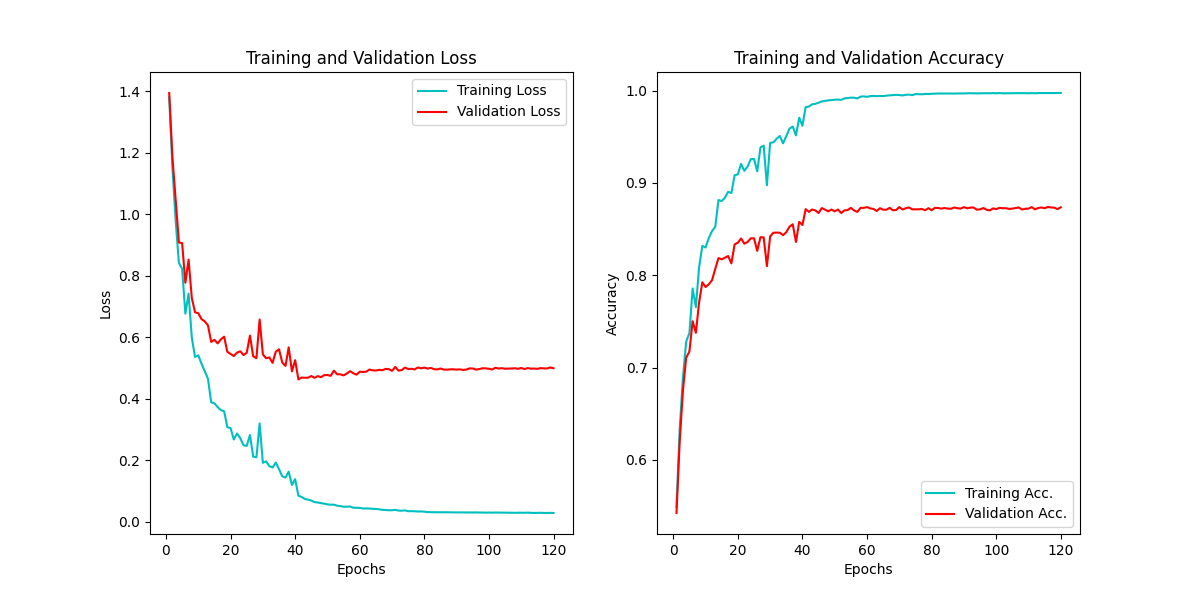 Training and Validation Loss
Training Loss
Validation Loss
1.4
1.2
1.0
0.8
0.6
0.4
0.2
0.0
Loss
0 20 40 60 80 100 120
Epochs
Training and Validation Accuracy
1.0
0.9
0.8
0.7
0.6
Accuracy
Training Acc.
Validation Acc.
0 20 40 60 80 100 120
Epochs